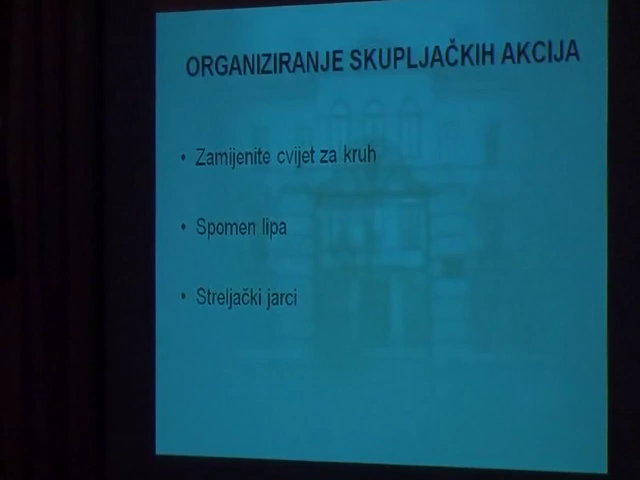 ORGANIZIRANJE SKUPLJAČKIH AKCIJA
• Zamijenite cvijet za kruh
• Spomen lipa
• Streljački jarci